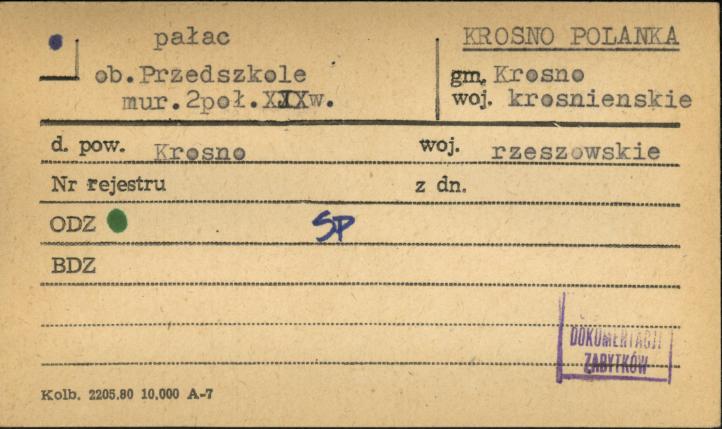 pałac
KROSNO POLANKA
ob. Przedszkole
gm. Krosno
mur. 2poł. XIXw.
woj. krosnienskie
d. pow. Krosno woj. rzeszowskie
Nr rejestru z dn.
ODZ SP
BDZ
DOKUMENTACJI
ZABYTKÓW
Kolb. 2205.80 10.000 A-7